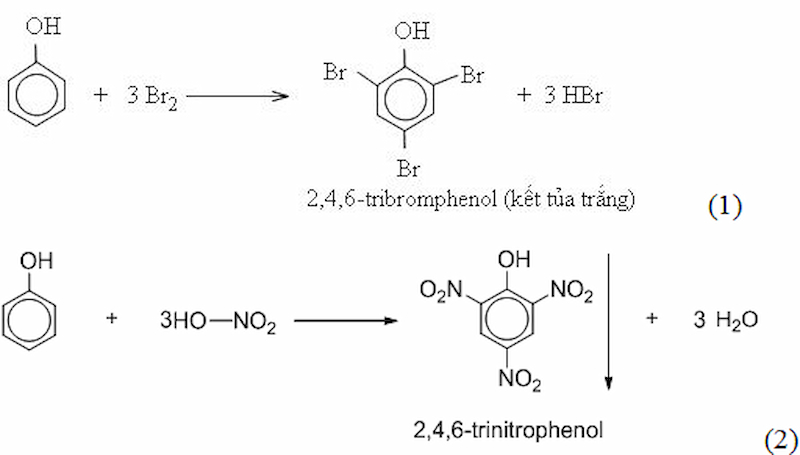 OH
+ 3 Br2
OH
Br
Br
Br
+ 3 HBr
2,4,6-tribromphenol (kết tủa trắng)
(1)
OH
+ 3HO—NO2
OH
O2N
NO2
NO2
+ 3 H2O
2,4,6-trinitrophenol
(2)